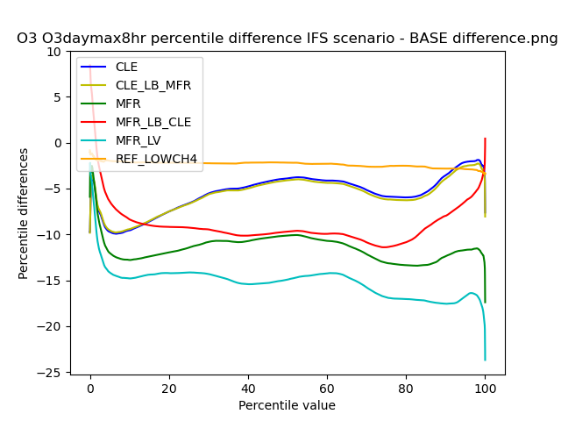 O3 O3daymax8hr percentile difference IFS scenario - BASE difference.png
10
5
0
−5
−10
−15
−20
−25
Percentile differences
CLE
CLE_LB_MFR
MFR
MFR_LB_CLE
MFR_LV
REF_LOWCH4
0 20 40 60 80 100
Percentile value